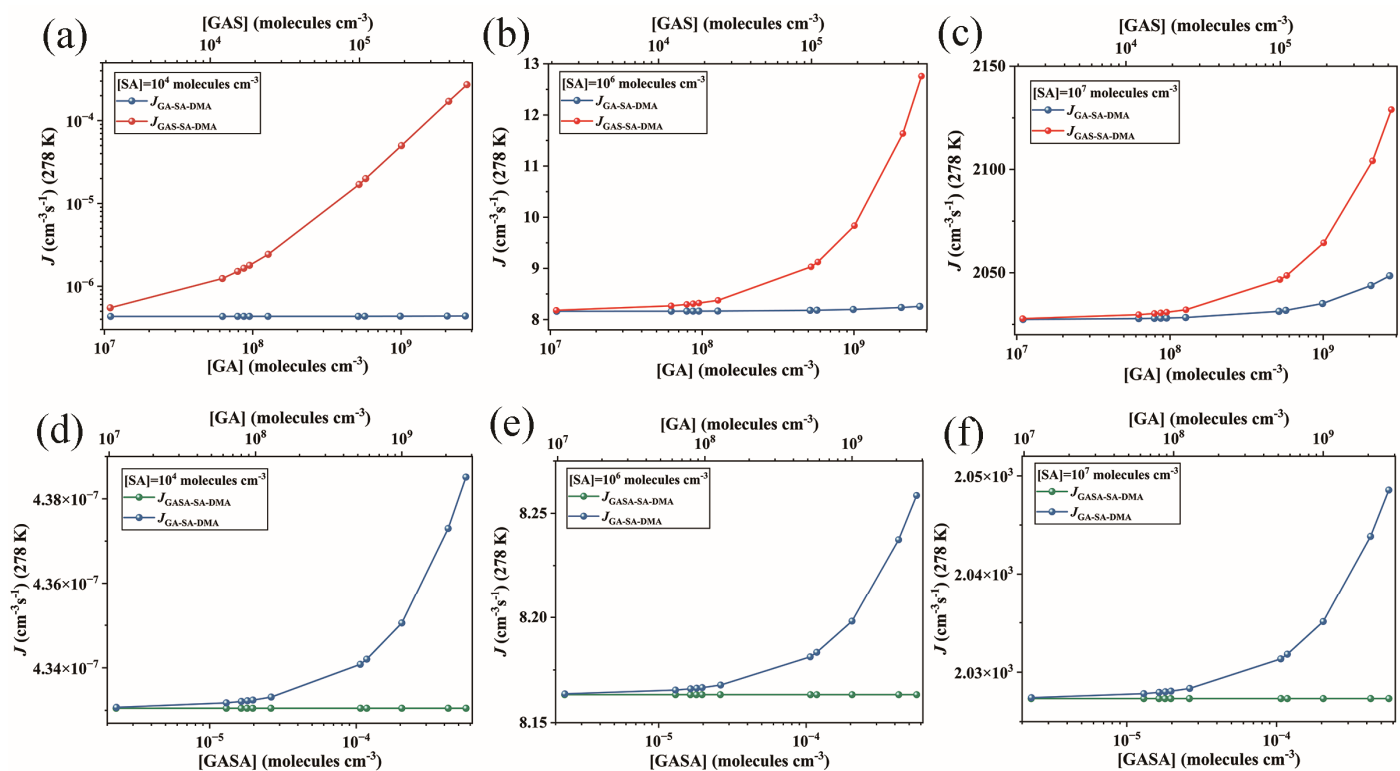 (a)
[GAS] (molecules cm⁻³)
10⁴ 10⁵
[SA]=10⁴ molecules cm⁻³
J_GA-SA-DMA
J_GAS-SA-DMA
J (cm⁻³s⁻¹) (278 K)
10⁻⁴
10⁻⁵
10⁻⁶
10⁷ 10⁸ 10⁹
[GA] (molecules cm⁻³)
(b)
[GAS] (molecules cm⁻³)
10⁴ 10⁵
[SA]=10⁶ molecules cm⁻³
J_GA-SA-DMA
J_GAS-SA-DMA
J (cm⁻³s⁻¹) (278 K)
13
12
11
10
9
8
10⁷ 10⁸ 10⁹
[GA] (molecules cm⁻³)
(c)
[GAS] (molecules cm⁻³)
10⁴ 10⁵
[SA]=10⁷ molecules cm⁻³
J_GA-SA-DMA
J_GAS-SA-DMA
J (cm⁻³s⁻¹) (278 K)
2150
2100
2050
10⁷ 10⁸ 10⁹
[GA] (molecules cm⁻³)
(d)
[GA] (molecules cm⁻³)
10⁷ 10⁸ 10⁹
[SA]=10⁴ molecules cm⁻³
J_GASA-SA-DMA
J_GA-SA-DMA
J (cm⁻³s⁻¹) (278 K)
4.38×10⁻⁷
4.36×10⁻⁷
4.34×10⁻⁷
10⁻⁵ 10⁻⁴
[GASA] (molecules cm⁻³)
(e)
[GA] (molecules cm⁻³)
10⁷ 10⁸ 10⁹
[SA]=10⁶ molecules cm⁻³
J_GASA-SA-DMA
J_GA-SA-DMA
J (cm⁻³s⁻¹) (278 K)
8.25
8.20
8.15
10⁻⁵ 10⁻⁴
[GASA] (molecules cm⁻³)
(f)
[GA] (molecules cm⁻³)
10⁷ 10⁸ 10⁹
[SA]=10⁷ molecules cm⁻³
J_GASA-SA-DMA
J_GA-SA-DMA
J (cm⁻³s⁻¹) (278 K)
2.05×10³
2.04×10³
2.03×10³
10⁻⁵ 10⁻⁴
[GASA] (molecules cm⁻³)